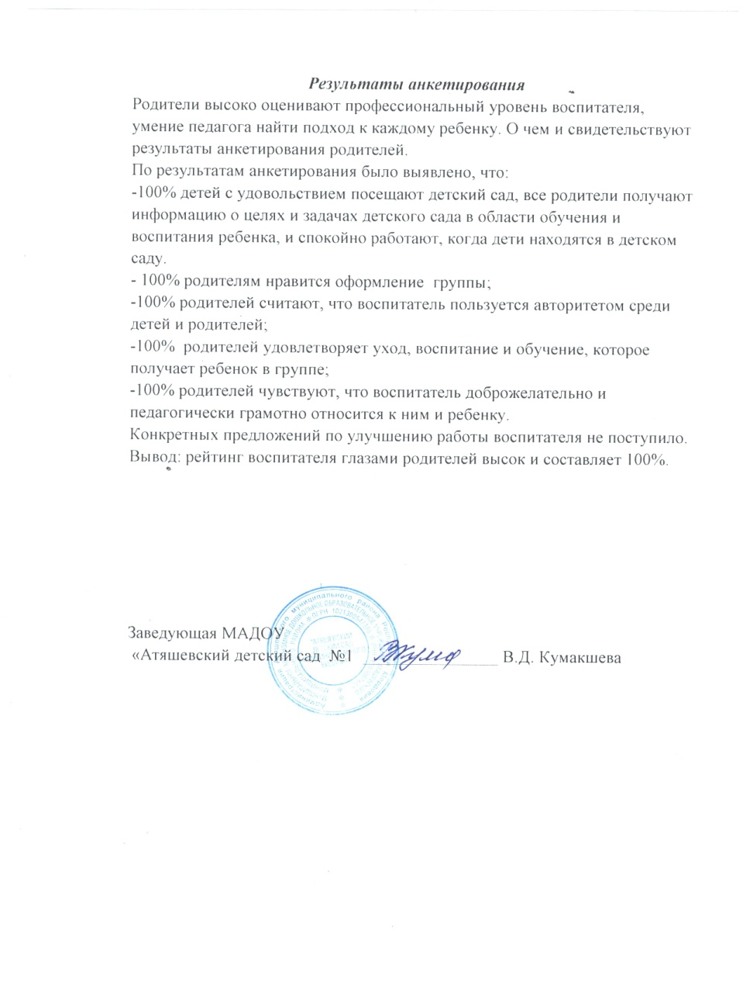 Результаты анкетирования
Родители высоко оценивают профессиональный уровень воспитателя,
умение педагога найти подход к каждому ребенку. О чем и свидетельствуют
результаты анкетирования родителей.
По результатам анкетирования было выявлено, что:
-100% детей с удовольствием посещают детский сад, все родители получают
информацию о целях и задачах детского сада в области обучения и
воспитания ребенка, и спокойно работают, когда дети находятся в детском
саду.
- 100% родителям нравится оформление  группы;
-100% родителей считают, что воспитатель пользуется авторитетом среди
детей и родителей;
-100%  родителей удовлетворяет уход, воспитание и обучение, которое
получает ребенок в группе;
-100% родителей чувствуют, что воспитатель доброжелательно и
педагогически грамотно относится к ним и ребенку.
Конкретных предложений по улучшению работы воспитателя не поступило.
Вывод: рейтинг воспитателя глазами родителей высок и составляет 100%.
Заведующая МАДОУ
«Атяшевский детский сад  №1 ______________ В.Д. Кумакшева
муниципального района